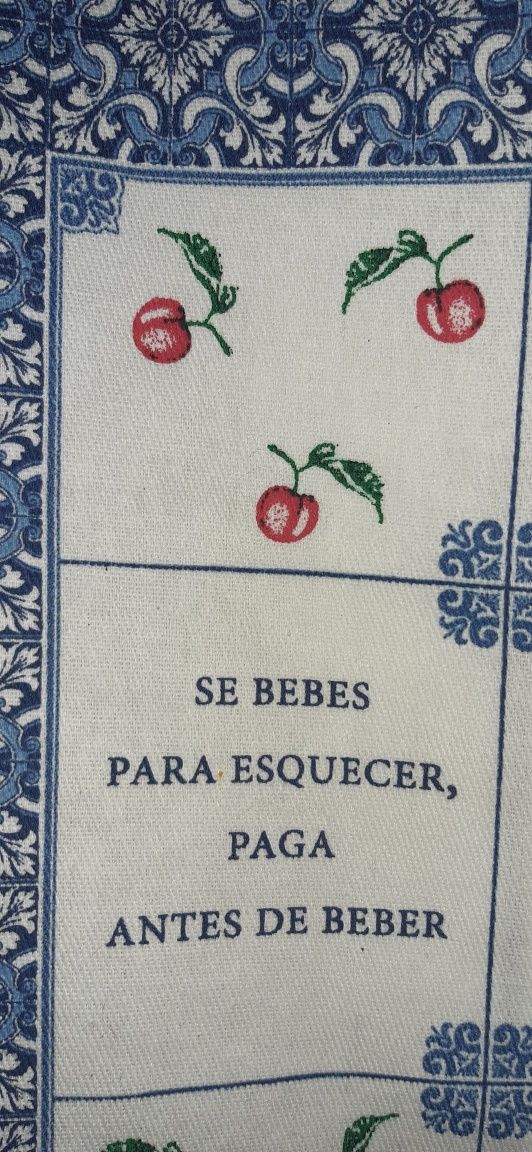 SE BEBES
PARA ESQUECER,
PAGA
ANTES DE BEBER